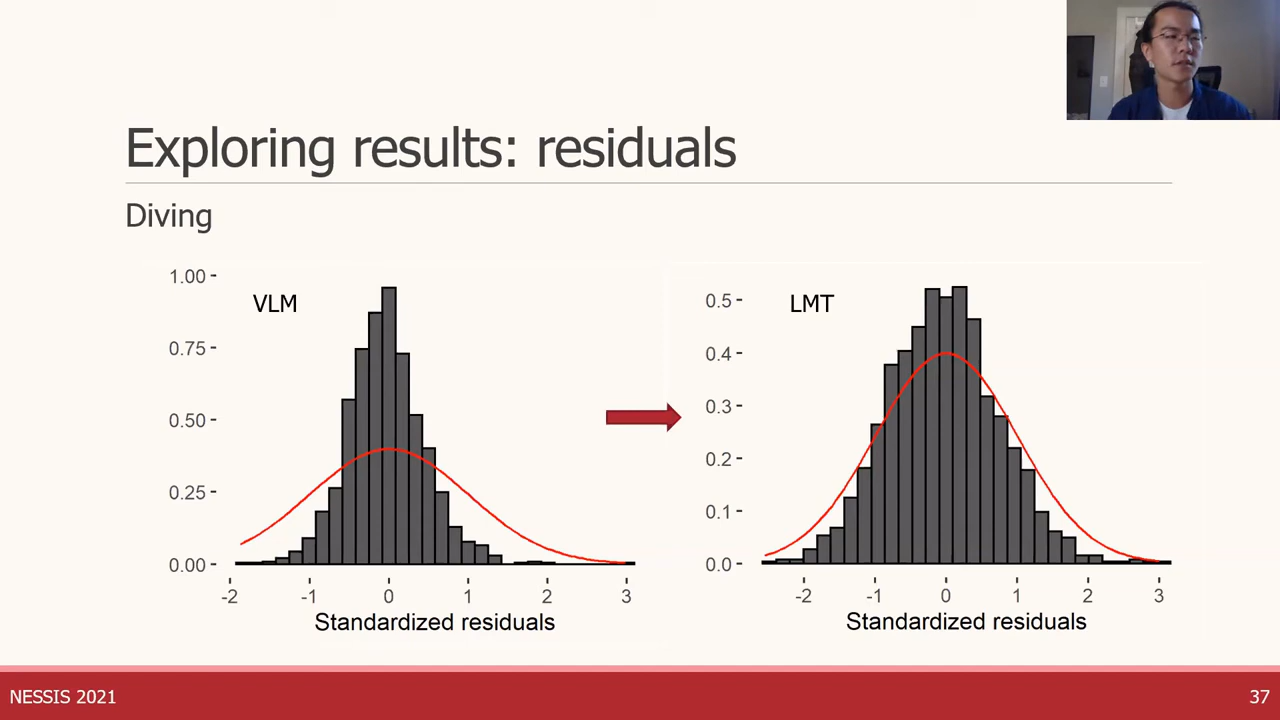 Exploring results: residuals
Diving
VLM
1.00
0.75
0.50
0.25
0.00
-2 -1 0 1 2 3
Standardized residuals
LMT
0.5
0.4
0.3
0.2
0.1
0.0
-2 -1 0 1 2 3
Standardized residuals
NESSIS 2021
37